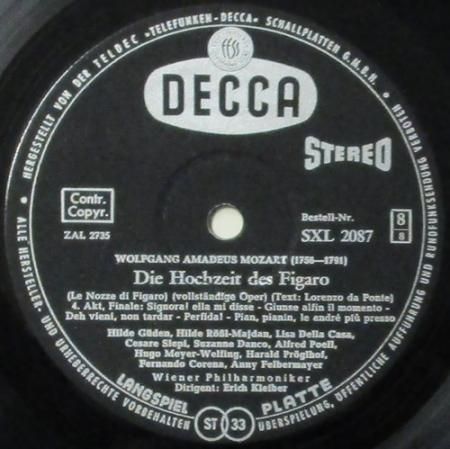 HERGESTELLT VON DER TELDEC »TELEFUNKEN-DECCA« SCHALLPLATTEN G.M.B.H.
ffss
DECCA
STEREO
Contr.
Copyr.
Bestell-Nr.
8
8
ZAL 2735
SXL 2087
WOLFGANG AMADEUS MOZART (1756—1791)
Die Hochzeit des Figaro
(Le Nozze di Figaro) (vollständige Oper) (Text: Lorenzo da Ponte)
4. Akt, Finale: Signora! ella mi disse - Giunse alfin il momento -
Deh vieni, non tardar - Perfida! - Pian, pianin, le andrê più presso
Hilde Güden, Hilde Rößl-Majdan, Lisa Della Casa,
Cesare Siepi, Suzanne Danco, Alfred Poell,
Hugo Meyer-Welfing, Harald Pröglhof,
Fernando Corena, Anny Felbermayer
Wiener Philharmoniker
Dirigent: Erich Kleiber
LANGSPIEL PLATTE
ST 33
ALLE HERSTELLER- UND URHEBERRECHTE VORBEHALTEN
ÜBERSPIELUNG, ÖFFENTLICHE AUFFÜHRUNG UND RUNDFUNKSENDUNG VERBOTEN